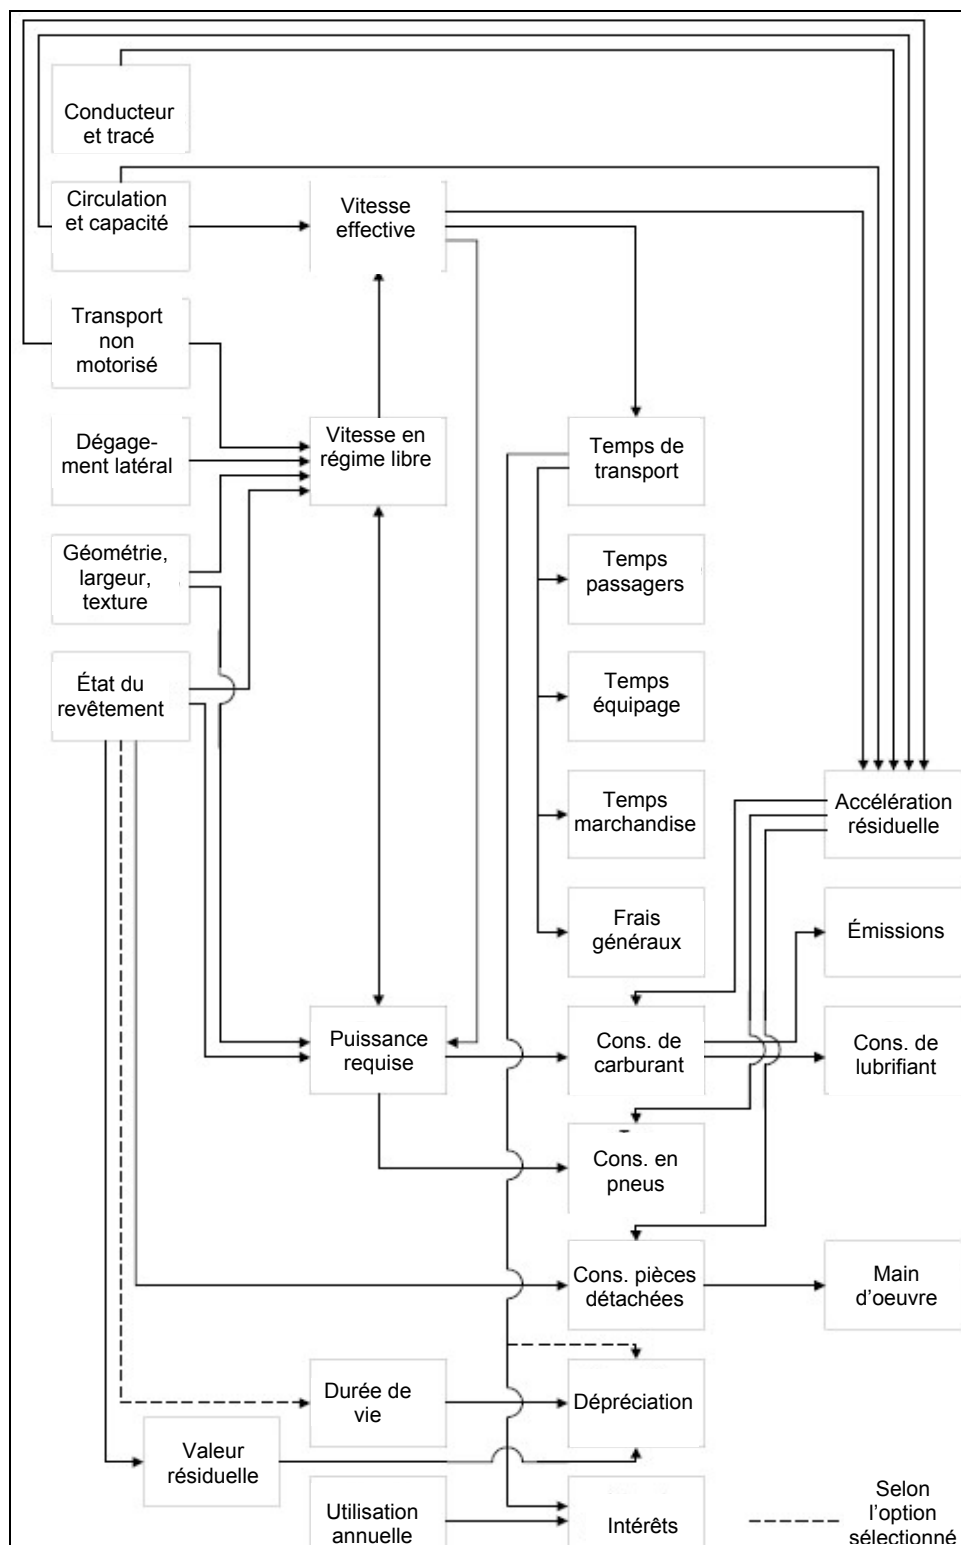 Conducteur
et tracé
Circulation
et capacité
Vitesse
effective
Transport
non
motorisé
Dégage-
ment latéral
Vitesse en
régime libre
Temps de
transport
Géométrie,
largeur,
texture
Temps
passagers
État du
revêtement
Temps
équipage
Temps
marchandise
Accélération
résiduelle
Frais
généraux
Émissions
Puissance
requise
Cons. de
carburant
Cons. de
lubrifiant
Cons. en
pneus
Cons. pièces
détachées
Main
d'oeuvre
Durée de
vie
Dépréciation
Valeur
résiduelle
Utilisation
annuelle
Intérêts
Selon
l'option
sélectionné